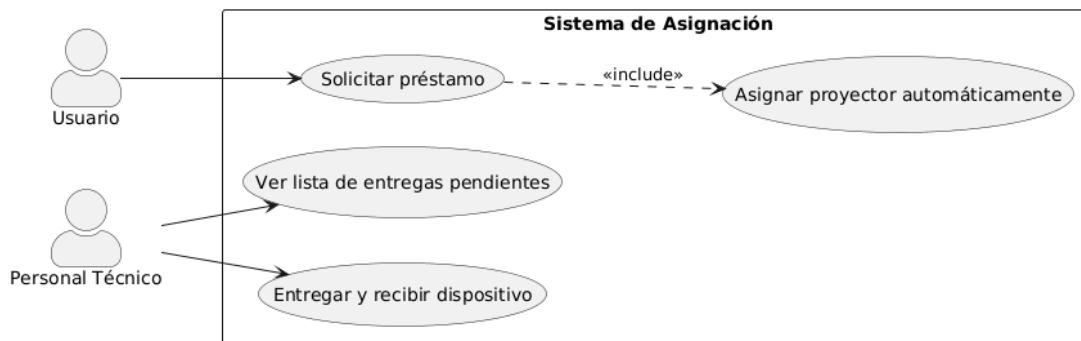 Sistema de Asignación
Usuario
Solicitar préstamo
«include»
Asignar proyector automáticamente
Ver lista de entregas pendientes
Personal Técnico
Entregar y recibir dispositivo